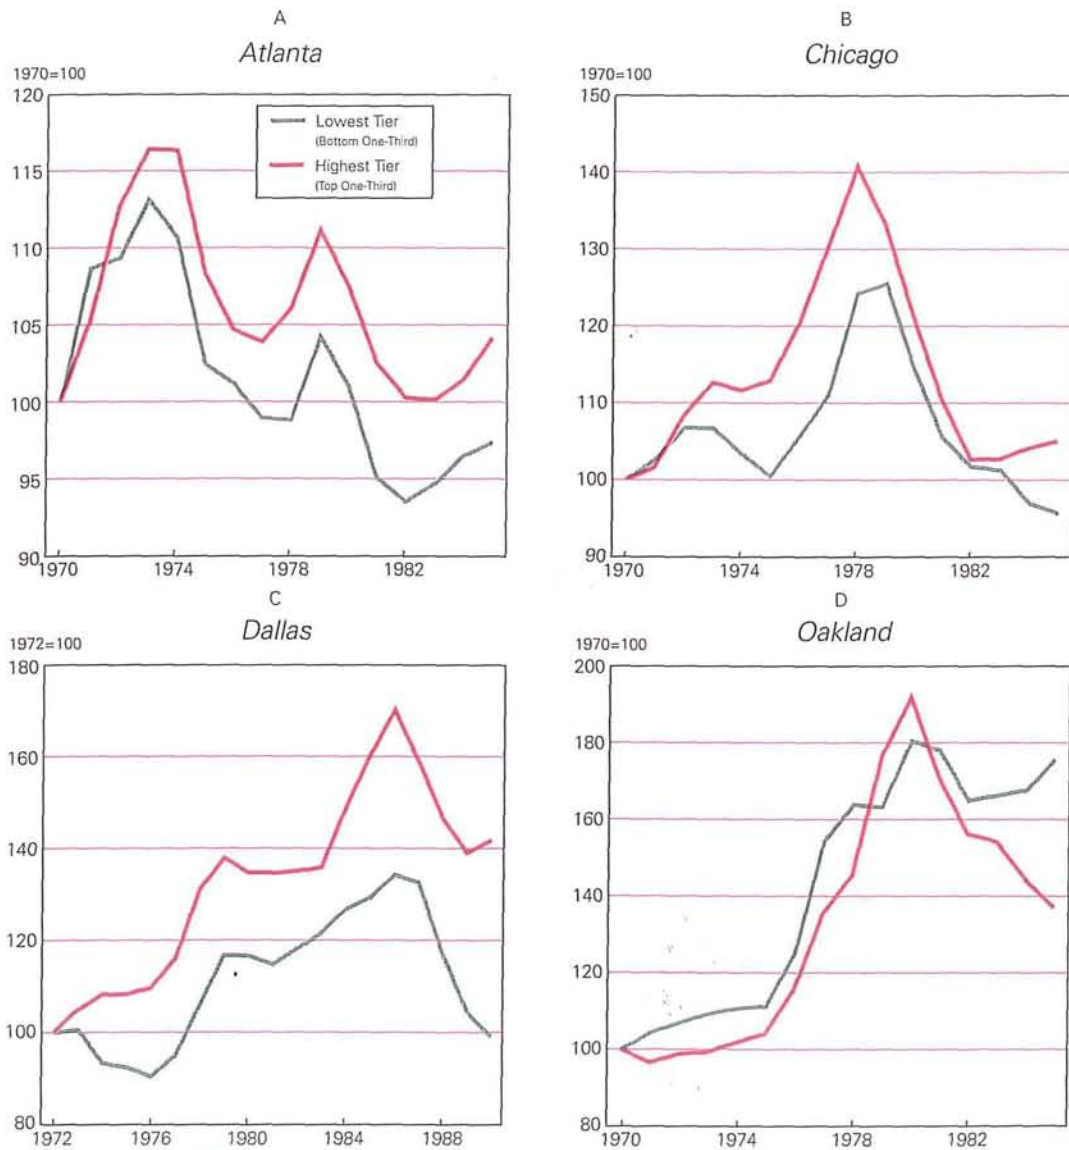 A
Atlanta
1970=100
120
115
110
105
100
95
90
1970 1974 1978 1982
Lowest Tier
(Bottom One-Third)
Highest Tier
(Top One-Third)
B
Chicago
1970=100
150
140
130
120
110
100
90
1970 1974 1978 1982
C
Dallas
1972=100
180
160
140
120
100
80
1972 1976 1980 1984 1988
D
Oakland
1970=100
200
180
160
140
120
100
80
1970 1974 1978 1982